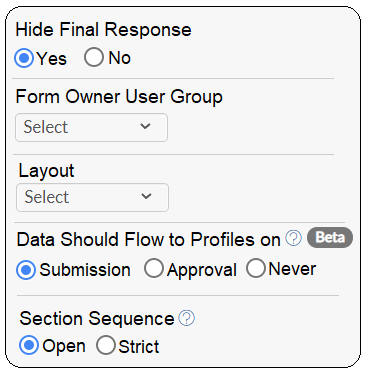 Hide Final Response
Yes No
Form Owner User Group
Select
Layout
Select
Data Should Flow to Profiles on ? Beta
Submission Approval Never
Section Sequence ?
Open Strict